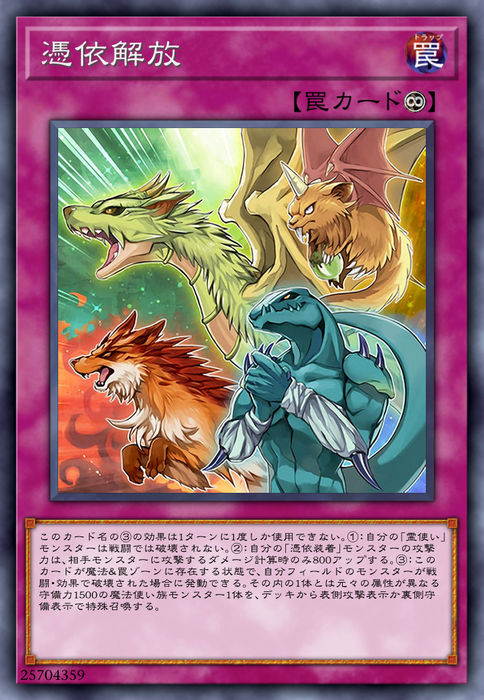 憑依解放
トラップ
罠
【罠カード】
このカード名の③の効果は1ターンに1度しか使用できない。①:自分の「霊使い」
モンスターは戦闘では破壊されない。②:自分の「憑依装着」モンスターの攻撃
力は、相手モンスターに攻撃するダメージ計算時のみ800アップする。③:この
カードが魔法&罠ゾーンに存在する状態で、自分フィールドのモンスターが戦
闘・効果で破壊された場合に発動できる。その内の1体とは元々の属性が異なる
守備力1500の魔法使い族モンスター1体を、デッキから表側攻撃表示か裏側守
備表示で特殊召喚する。
25704359